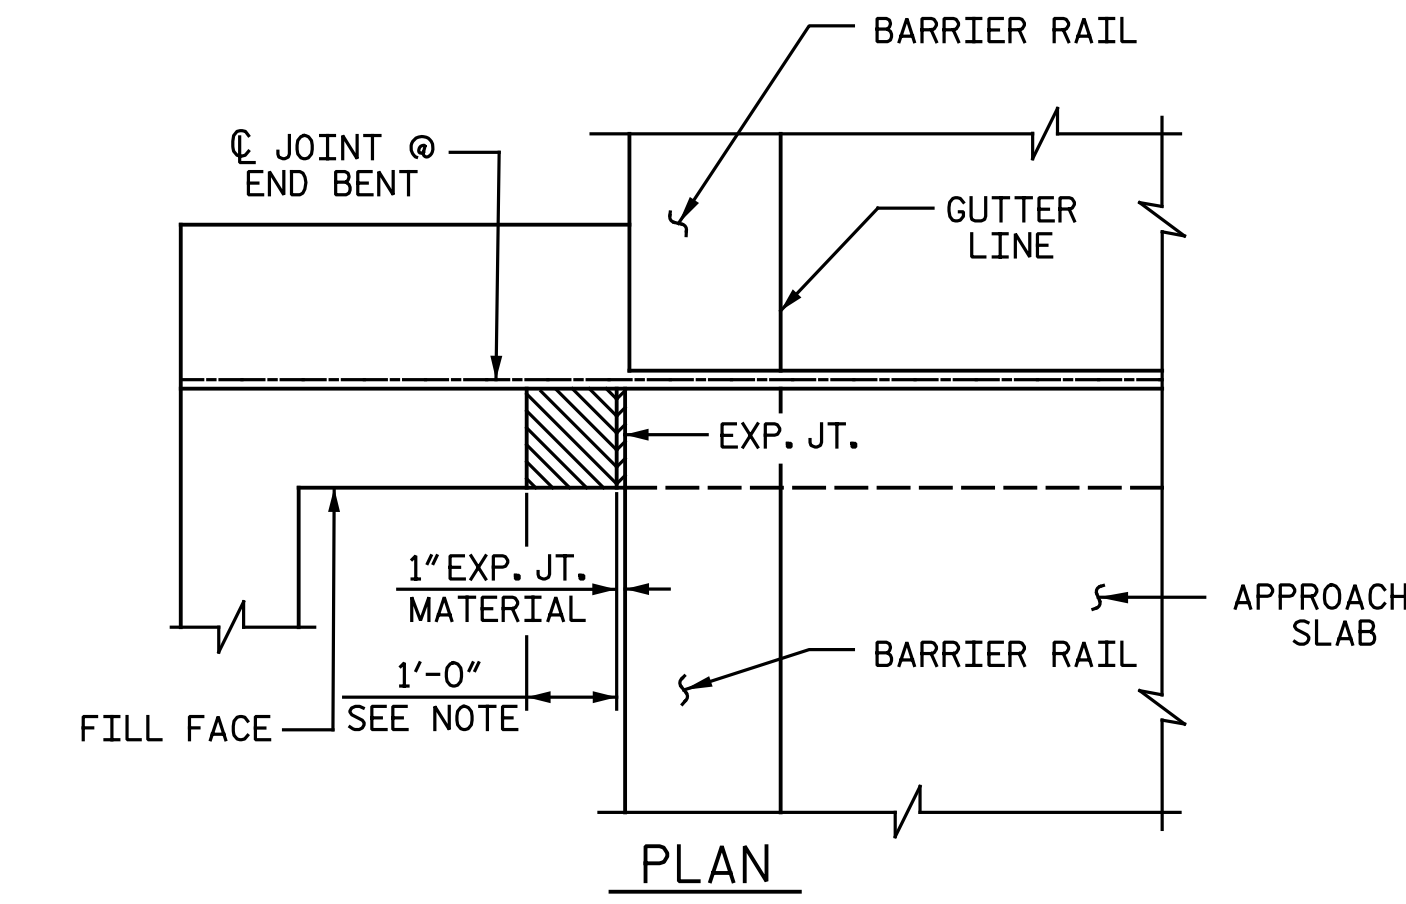 BARRIER RAIL
℄ JOINT @
END BENT
GUTTER
LINE
EXP. JT.
1" EXP. JT.
MATERIAL
APPROACH
SLAB
BARRIER RAIL
1'-0"
SEE NOTE
FILL FACE
PLAN